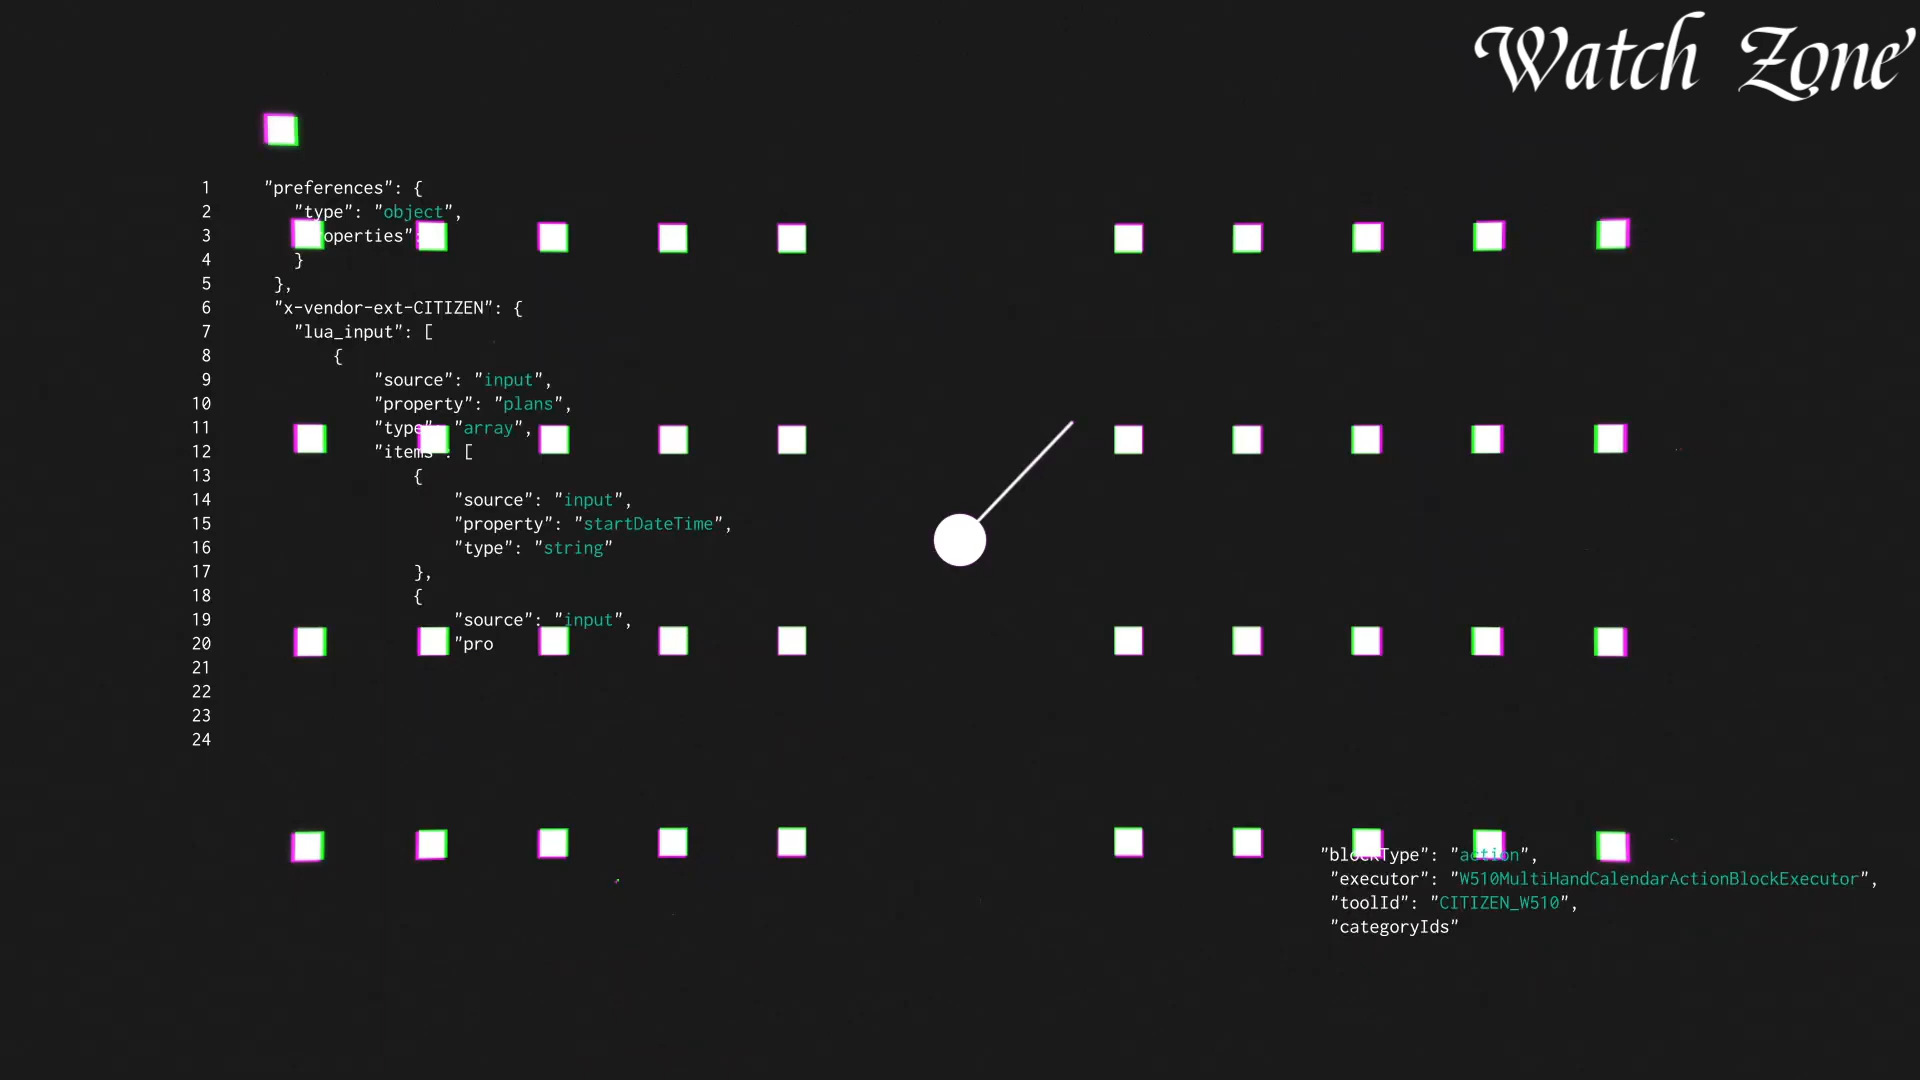 Watch Zone
1 "preferences": {
2 "type": "object",
3 operties":
4 }
5 },
6 "x-vendor-ext-CITIZEN": {
7 "lua_input": [
8 {
9 "source": "input",
10 "property": "plans",
11 "type": "array",
12 "items": [
13 {
14 "source": "input",
15 "property": "startDateTime",
16 "type": "string"
17 },
18 {
19 "source": "input",
20 "pro
21
22
23
24
"blockType": "action",
"executor": "W510MultiHandCalendarActionBlockExecutor",
"toolId": "CITIZEN_W510",
"categoryIds"